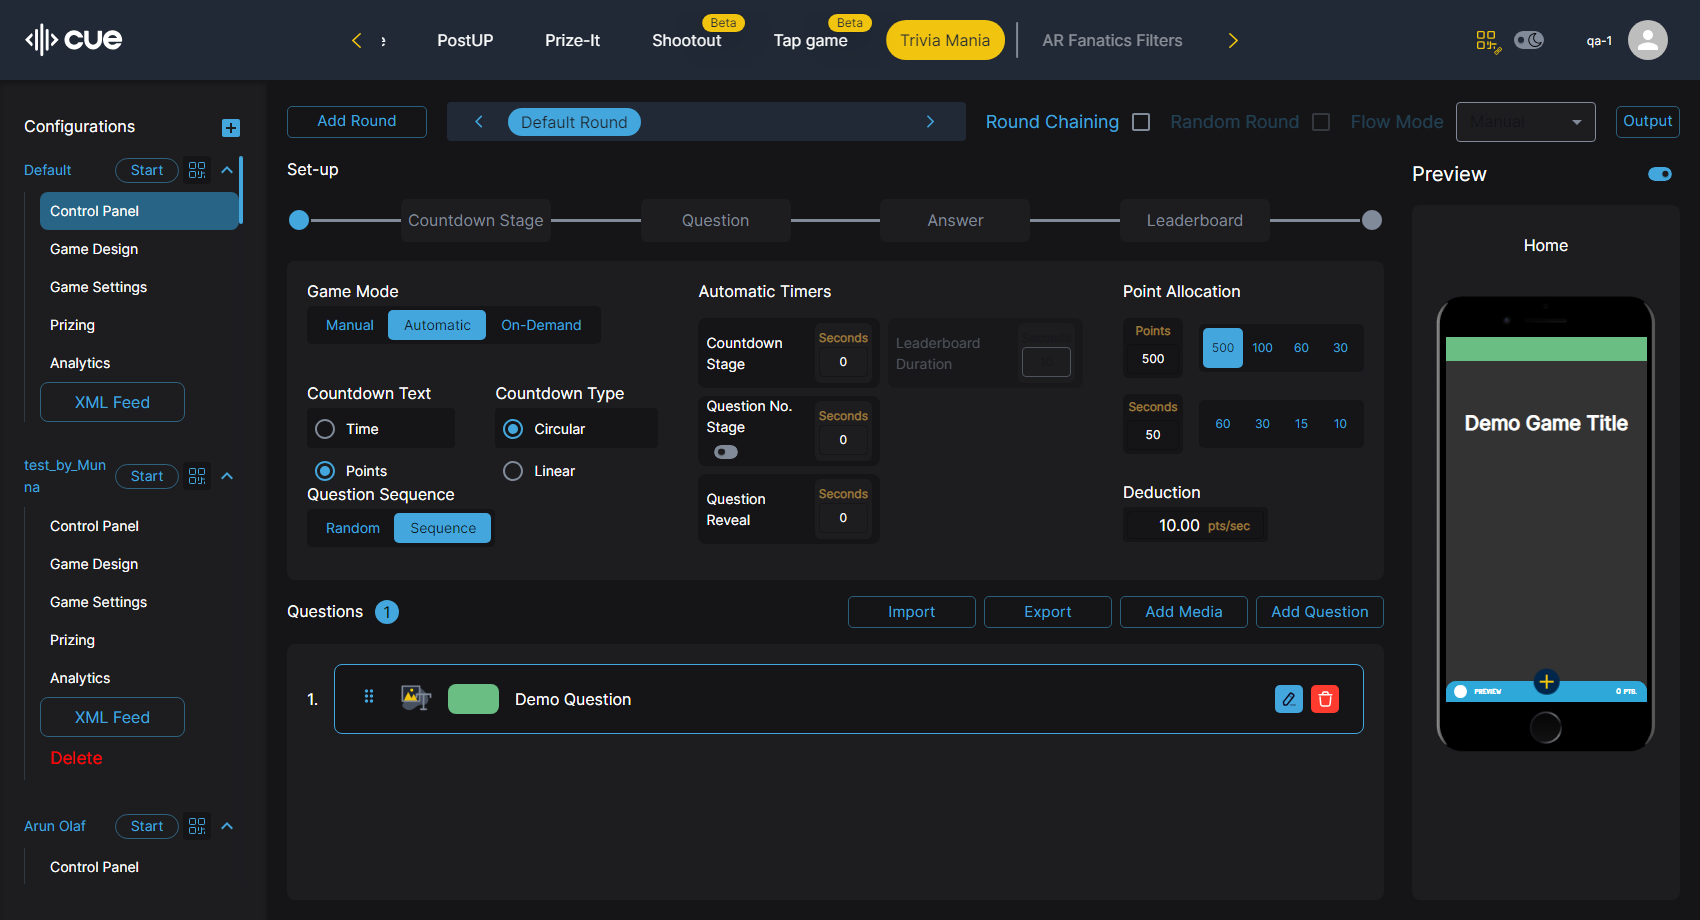 cue
e
PostUP
Prize-It
Beta
Shootout
Beta
Tap game
Trivia Mania
AR Fanatics Filters
qa-1
Configurations
Default
Start
Control Panel
Game Design
Game Settings
Prizing
Analytics
XML Feed
test_by_Mun
na
Start
Control Panel
Game Design
Game Settings
Prizing
Analytics
XML Feed
Delete
Arun Olaf
Start
Control Panel
Add Round
Default Round
Round Chaining
Random Round
Flow Mode
Manual
Output
Set-up
Countdown Stage
Question
Answer
Leaderboard
Game Mode
Manual
Automatic
On-Demand
Countdown Text
Time
Points
Countdown Type
Circular
Linear
Question Sequence
Random
Sequence
Automatic Timers
Countdown
Stage
Seconds
0
Leaderboard
Duration
Question No.
Stage
Seconds
0
Question
Reveal
Seconds
0
Point Allocation
Points
500
500 100 60 30
Seconds
50
60 30 15 10
Deduction
10.00 pts/sec
Questions 1
Import
Export
Add Media
Add Question
1.
Demo Question
Preview
Home
Demo Game Title
PREVIEW
0 PTS.